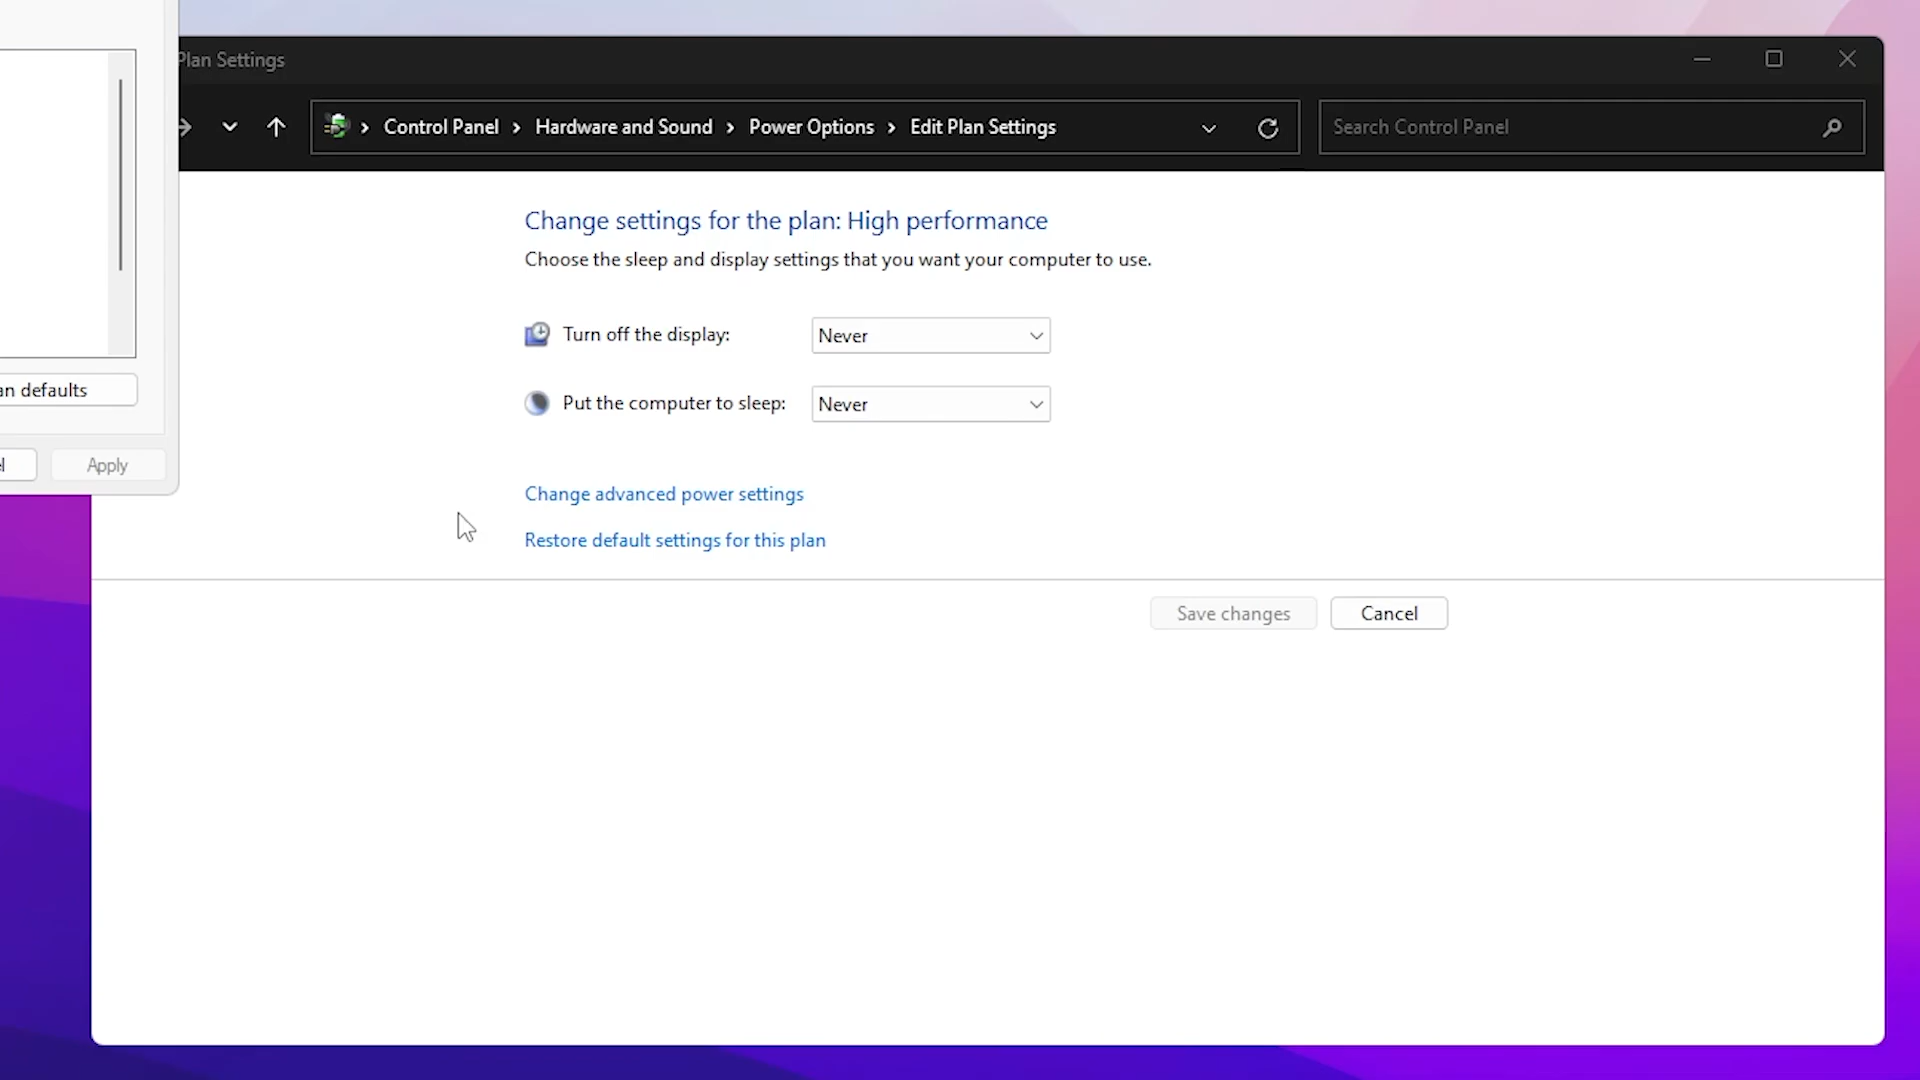 Plan Settings
Control Panel > Hardware and Sound > Power Options > Edit Plan Settings
Search Control Panel
Change settings for the plan: High performance
Choose the sleep and display settings that you want your computer to use.
Turn off the display: Never
Put the computer to sleep: Never
an defaults
Apply
Change advanced power settings
Restore default settings for this plan
Save changes Cancel